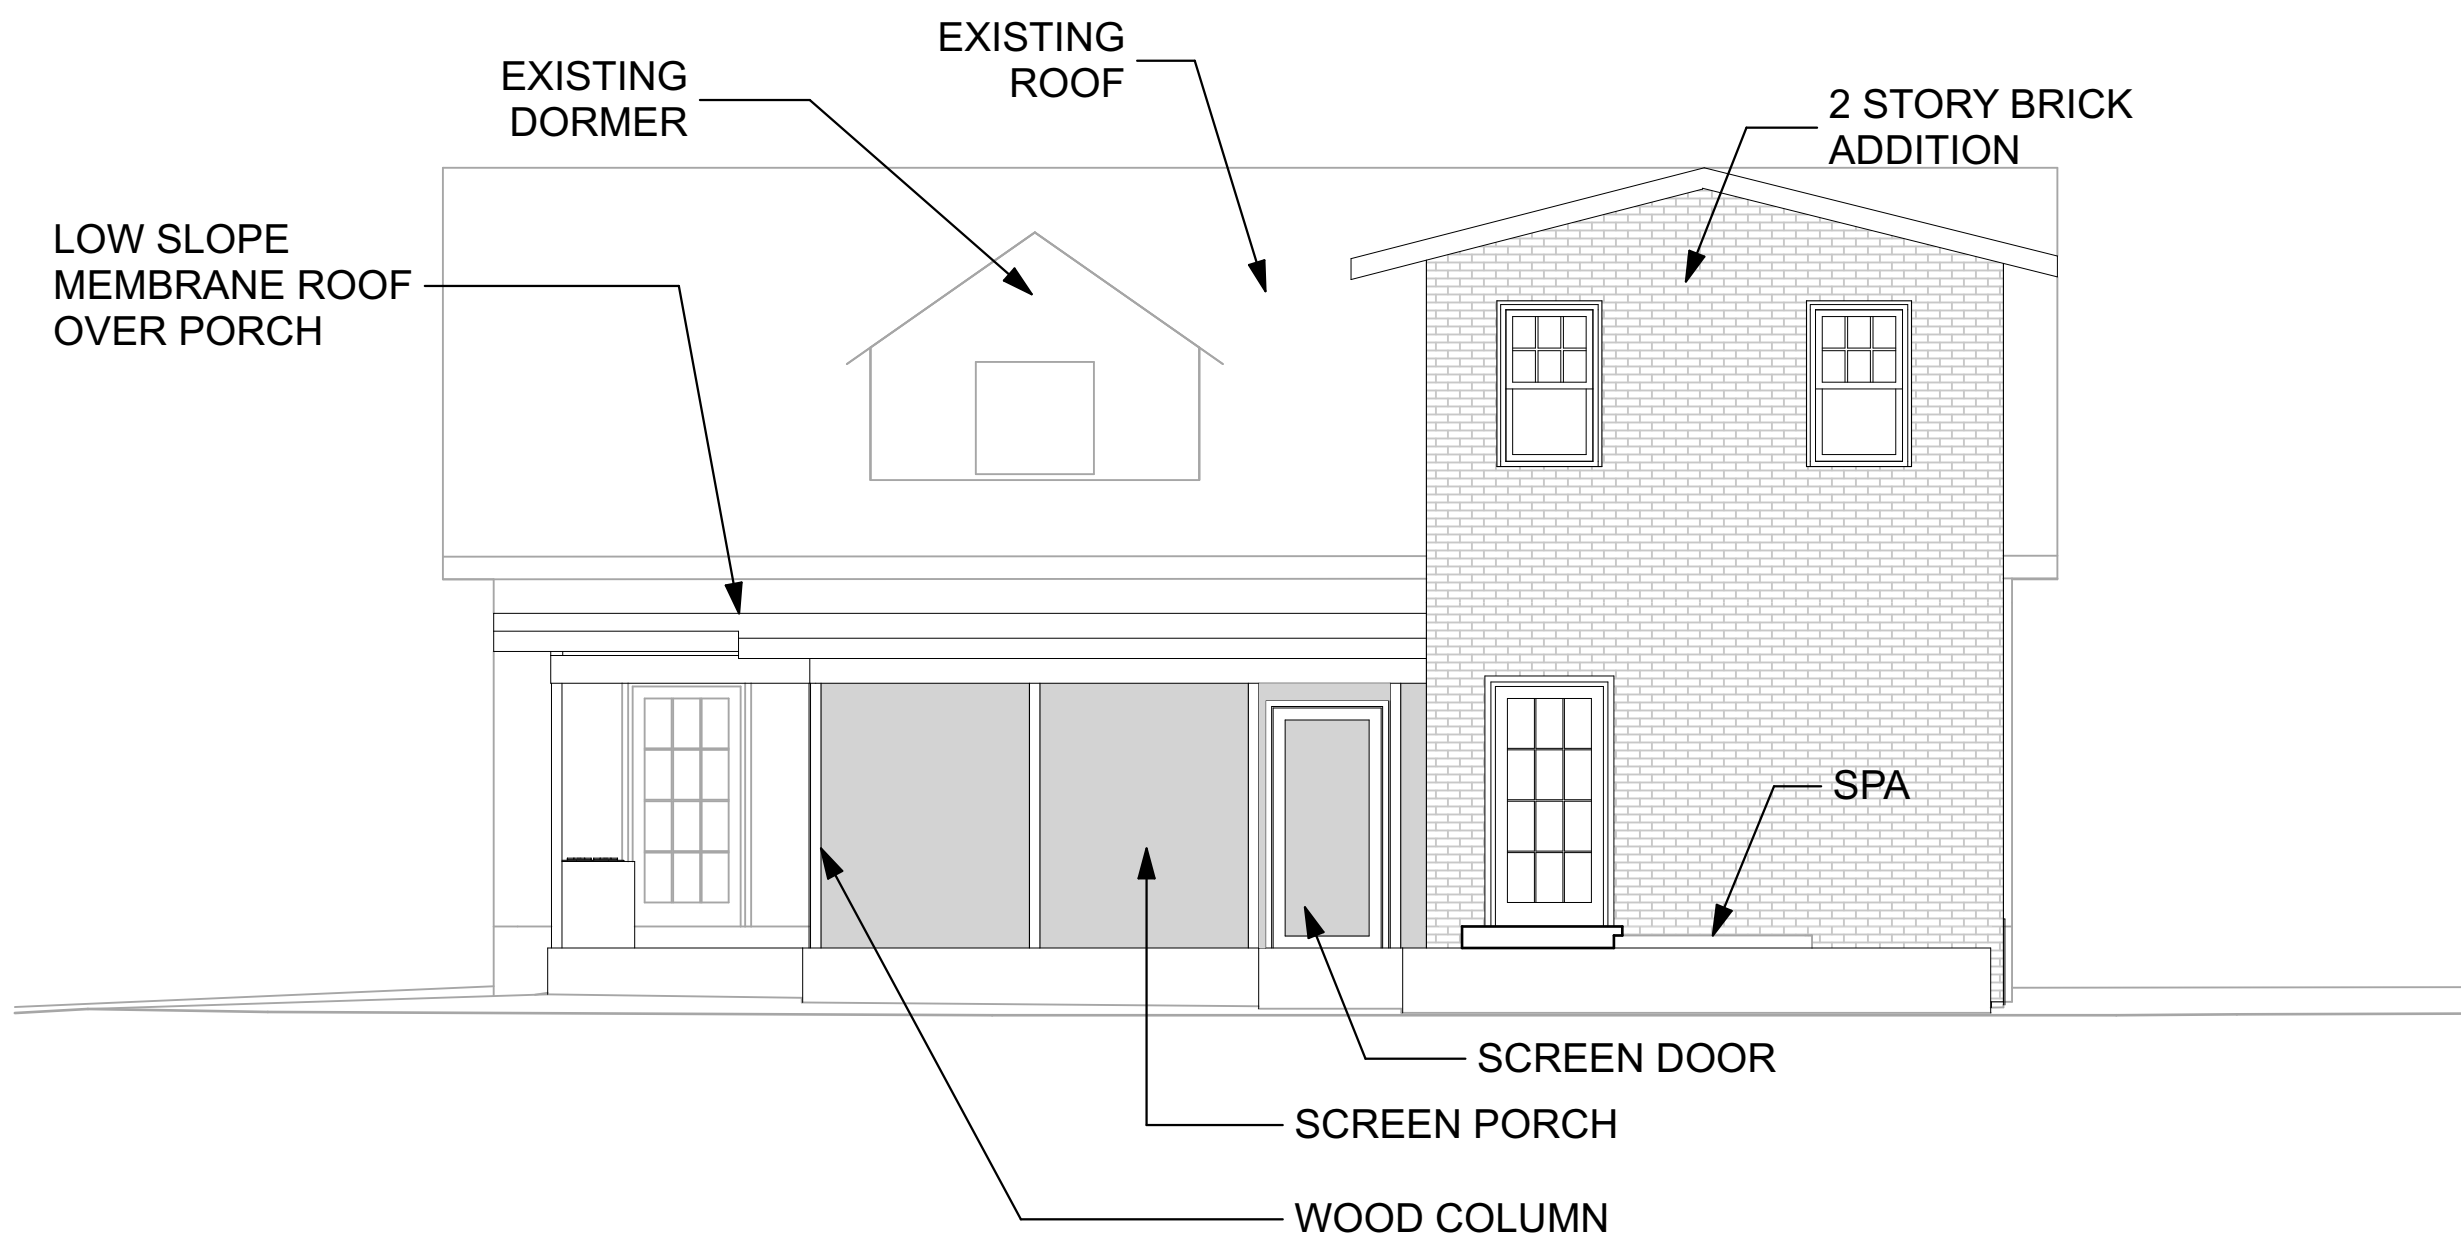 EXISTING
ROOF
EXISTING
DORMER
2 STORY BRICK
ADDITION
LOW SLOPE
MEMBRANE ROOF
OVER PORCH
SPA
SCREEN DOOR
SCREEN PORCH
WOOD COLUMN